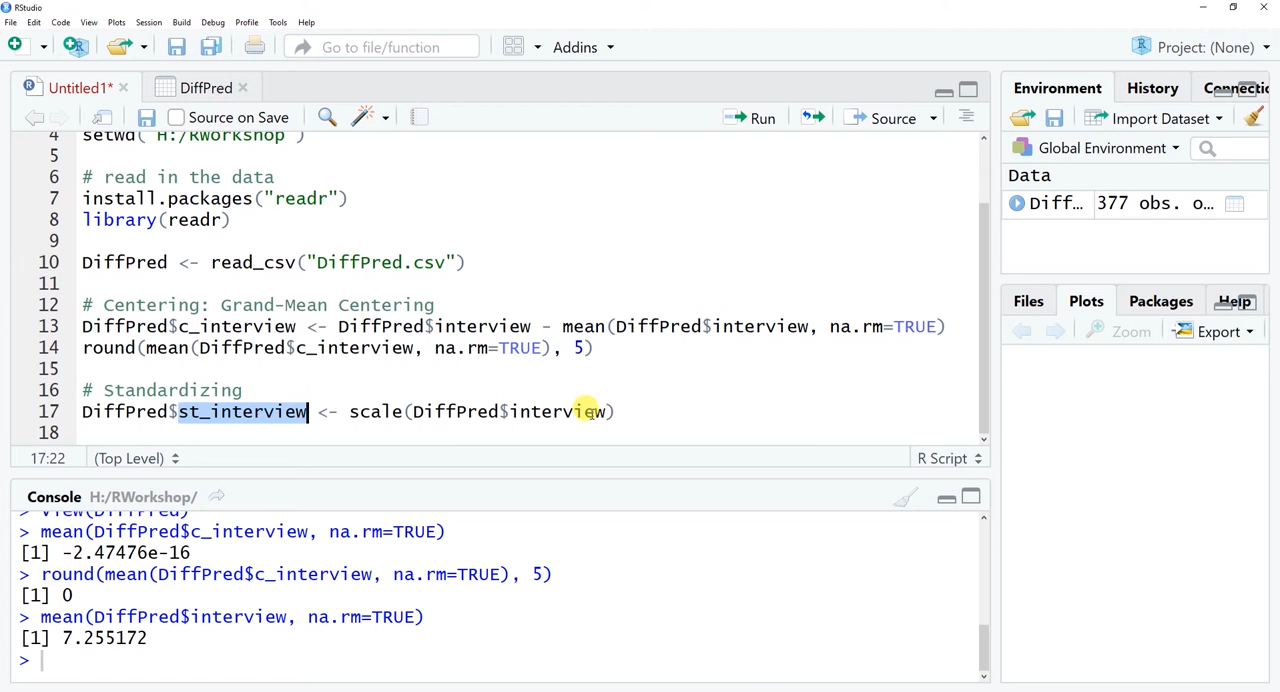 RStudio
File Edit Code View Plots Session Build Debug Profile Tools Help
Go to file/function Addins Project: (None)
Untitled1* DiffPred
Source on Save Run Source
4 setwd("H:/RWorkshop")
5
6 # read in the data
7 install.packages("readr")
8 library(readr)
9
10 DiffPred <- read_csv("DiffPred.csv")
11
12 # Centering: Grand-Mean Centering
13 DiffPred$c_interview <- DiffPred$interview - mean(DiffPred$interview, na.rm=TRUE)
14 round(mean(DiffPred$c_interview, na.rm=TRUE), 5)
15
16 # Standardizing
17 DiffPred$st_interview <- scale(DiffPred$interview)
18
17:22 (Top Level) R Script
Console H:/RWorkshop/
> View(DiffPred)
> mean(DiffPred$c_interview, na.rm=TRUE)
[1] -2.47476e-16
> round(mean(DiffPred$c_interview, na.rm=TRUE), 5)
[1] 0
> mean(DiffPred$interview, na.rm=TRUE)
[1] 7.255172
>
Environment History Connectic
Import Dataset
Global Environment
Data
Diff... 377 obs. o...
Files Plots Packages Help
Zoom Export